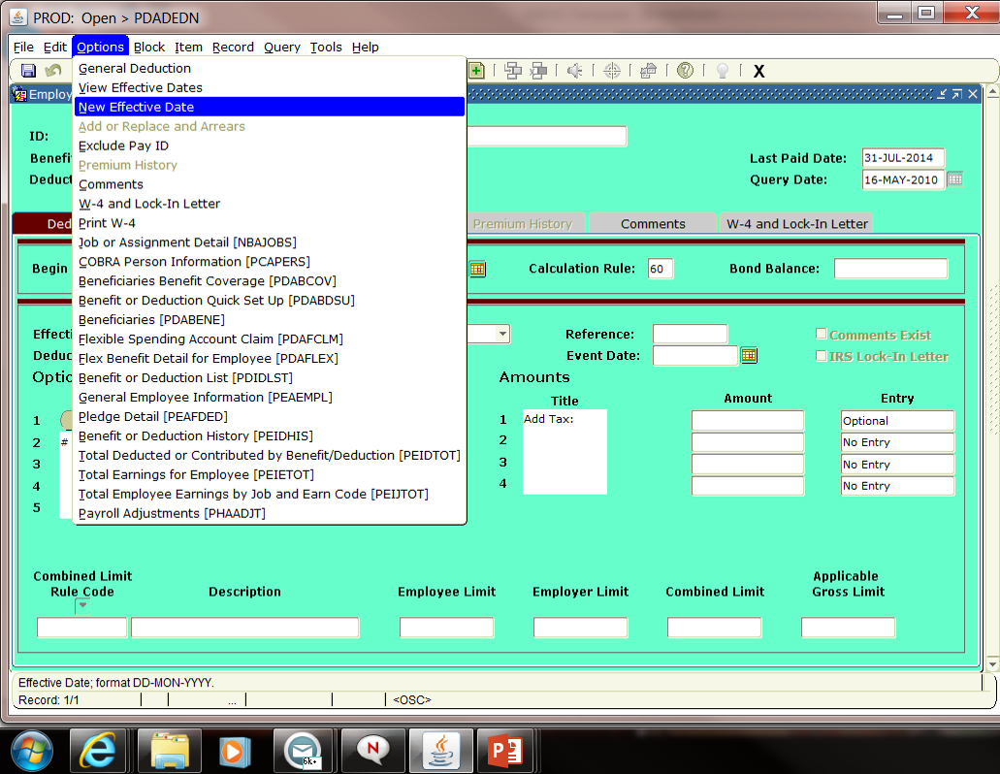 PROD: Open > PDADEDN
File Edit Options Block Item Record Query Tools Help
X
General Deduction
View Effective Dates
New Effective Date
Add or Replace and Arrears
Exclude Pay ID
Premium History
Comments
W-4 and Lock-In Letter
Print W-4
Job or Assignment Detail [NBAJOBS]
COBRA Person Information [PCAPERS]
Beneficiaries Benefit Coverage [PDABCOV]
Benefit or Deduction Quick Set Up [PDABDSU]
Beneficiaries [PDABENE]
Flexible Spending Account Claim [PDAFCLM]
Flex Benefit Detail for Employee [PDAFLEX]
Benefit or Deduction List [PDIDLST]
General Employee Information [PEAEMPL]
Pledge Detail [PEAFDED]
Benefit or Deduction History [PEIDHIS]
Total Deducted or Contributed by Benefit/Deduction [PEIDTOT]
Total Earnings for Employee [PEIETOT]
Total Employee Earnings by Job and Earn Code [PEIJTOT]
Payroll Adjustments [PHAADJT]
Employ
ID:
Benefi
Last Paid Date: 31-JUL-2014
Deduct
Query Date: 16-MAY-2010
Ded
Premium History
Comments
W-4 and Lock-In Letter
Begin
Calculation Rule: 60
Bond Balance:
Effecti
Reference:
Comments Exist
Deduc
Event Date:
IRS Lock-In Letter
Optio
Amounts
Title Amount Entry
1
1 Add Tax: Optional
2 #
2 No Entry
3
3 No Entry
4
4 No Entry
5
Combined Limit
Rule Code
Description
Employee Limit
Employer Limit
Combined Limit
Applicable
Gross Limit
Effective Date; format DD-MON-YYYY.
Record: 1/1 ... <OSC>
6k+
N
P